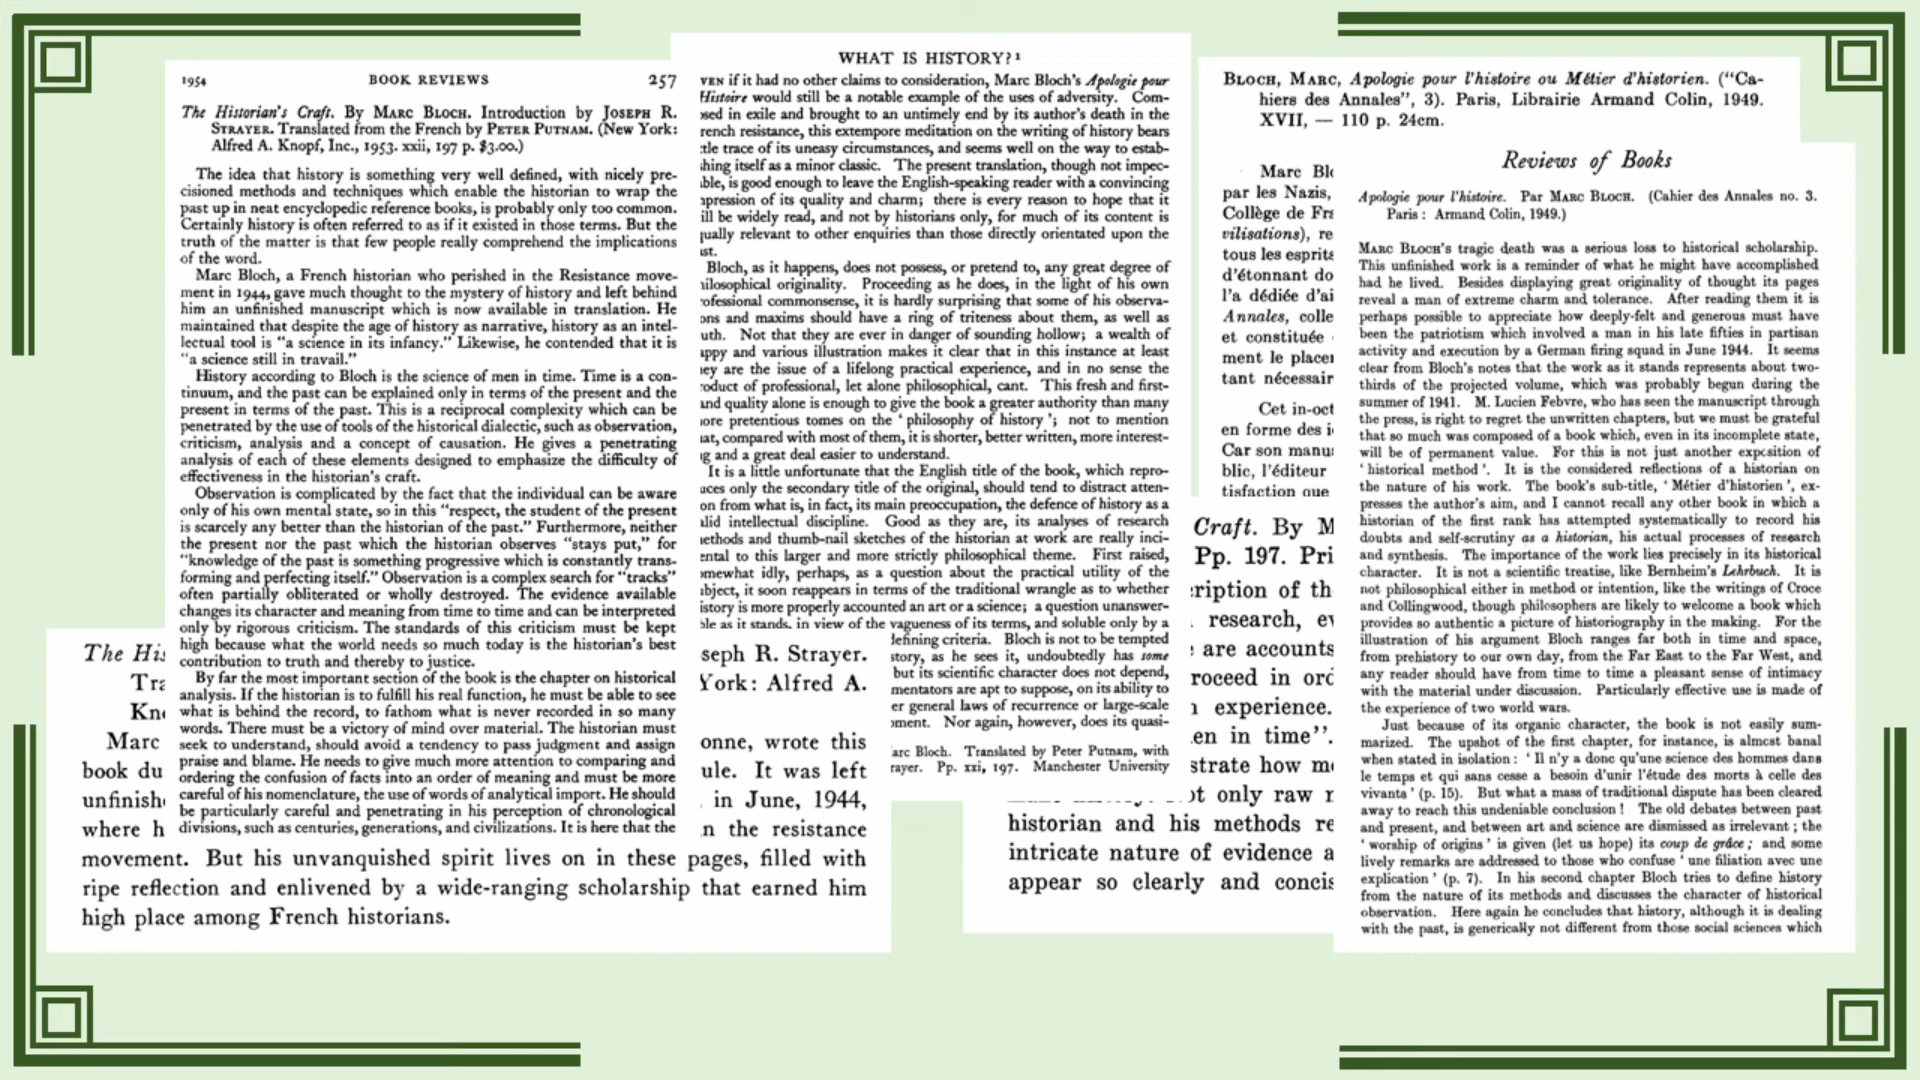 1954 BOOK REVIEWS 257
The Historian's Craft. By MARC BLOCH. Introduction by JOSEPH R.
STRAYER. Translated from the French by PETER PUTNAM. (New York:
Alfred A. Knopf, Inc., 1953. xxii, 197 p. $3.00.)
The idea that history is something very well defined, with nicely pre-
cisioned methods and techniques which enable the historian to wrap the
past up in neat encyclopedic reference books, is probably only too common.
Certainly history is often referred to as if it existed in those terms. But the
truth of the matter is that few people really comprehend the implications
of the word.
Marc Bloch, a French historian who perished in the Resistance move-
ment in 1944, gave much thought to the mystery of history and left behind
him an unfinished manuscript which is now available in translation. He
maintained that despite the age of history as narrative, history as an intel-
lectual tool is "a science in its infancy." Likewise, he contended that it is
"a science still in travail."
History according to Bloch is the science of men in time. Time is a con-
tinuum, and the past can be explained only in terms of the present and the
present in terms of the past. This is a reciprocal complexity which can be
penetrated by the use of tools of the historical dialectic, such as observation,
criticism, analysis and a concept of causation. He gives a penetrating
analysis of each of these elements designed to emphasize the difficulty of
effectiveness in the historian's craft.
Observation is complicated by the fact that the individual can be aware
only of his own mental state, so in this "respect, the student of the present
is scarcely any better than the historian of the past." Furthermore, neither
the present nor the past which the historian observes "stays put," for
"knowledge of the past is something progressive which is constantly trans-
forming and perfecting itself." Observation is a complex search for "tracks"
often partially obliterated or wholly destroyed. The evidence available
changes its character and meaning from time to time and can be interpreted
only by rigorous criticism. The standards of this criticism must be kept
high because what the world needs so much today is the historian's best
contribution to truth and thereby to justice.
By far the most important section of the book is the chapter on historical
analysis. If the historian is to fulfill his real function, he must be able to see
what is behind the record, to fathom what is never recorded in so many
words. There must be a victory of mind over material. The historian must
seek to understand, should avoid a tendency to pass judgment and assign
praise and blame. He needs to give much more attention to comparing and
ordering the confusion of facts into an order of meaning and must be more
careful of his nomenclature, the use of words of analytical import. He should
be particularly careful and penetrating in his perception of chronological
divisions, such as centuries, generations, and civilizations. It is here that the
The His
Tra
Kn
Marc
book du
unfinish
where h
seph R. Strayer.
York: Alfred A.
onne, wrote this
ule. It was left
in June, 1944,
n the resistance
movement. But his unvanquished spirit lives on in these pages, filled with
ripe reflection and enlivened by a wide-ranging scholarship that earned him
high place among French historians.
WHAT IS HISTORY? 1
VEN if it had no other claims to consideration, Marc Bloch's Apologie pour
Histoire would still be a notable example of the uses of adversity. Com-
sed in exile and brought to an untimely end by its author's death in the
rench resistance, this extempore meditation on the writing of history bears
tle trace of its uneasy circumstances, and seems well on the way to estab-
hing itself as a minor classic. The present translation, though not impec-
ble, is good enough to leave the English-speaking reader with a convincing
pression of its quality and charm; there is every reason to hope that it
ill be widely read, and not by historians only, for much of its content is
ually relevant to other enquiries than those directly orientated upon the
st.
Bloch, as it happens, does not possess, or pretend to, any great degree of
ilosophical originality. Proceeding as he does, in the light of his own
ofessional commonsense, it is hardly surprising that some of his observa-
ons and maxims should have a ring of triteness about them, as well as
uth. Not that they are ever in danger of sounding hollow; a wealth of
appy and various illustration makes it clear that in this instance at least
ey are the issue of a lifelong practical experience, and in no sense the
oduct of professional, let alone philosophical, cant. This fresh and first-
and quality alone is enough to give the book a greater authority than many
ore pretentious tomes on the ' philosophy of history '; not to mention
at, compared with most of them, it is shorter, better written, more interest-
g and a great deal easier to understand.
It is a little unfortunate that the English title of the book, which repro-
uces only the secondary title of the original, should tend to distract atten-
on from what is, in fact, its main preoccupation, the defence of history as a
lid intellectual discipline. Good as they are, its analyses of research
ethods and thumb-nail sketches of the historian at work are really inci-
ental to this larger and more strictly philosophical theme. First raised,
omewhat idly, perhaps, as a question about the practical utility of the
bject, it soon reappears in terms of the traditional wrangle as to whether
istory is more properly accounted an art or a science; a question unanswer-
ble as it stands. in view of the vagueness of its terms, and soluble only by a
defining criteria. Bloch is not to be tempted
story, as he sees it, undoubtedly has some
but its scientific character does not depend,
mentators are apt to suppose, on its ability to
er general laws of recurrence or large-scale
ment. Nor again, however, does its quasi-
arc Bloch. Translated by Peter Putnam, with
rayer. Pp. xxi, 197. Manchester University
BLOCH, MARC, Apologie pour l'histoire ou Métier d'historien. ("Ca-
hiers des Annales", 3). Paris, Librairie Armand Colin, 1949.
XVII, — 110 p. 24cm.
Marc Blo
par les Nazis,
Collège de Fra
vilisations), re
tous les esprits
d'étonnant do
l'a dédiée d'ai
Annales, colle
et constituée
ment le placer
tant nécessair
Cet in-oct
en forme des i
Car son manus
blic, l'éditeur
tisfaction que
Craft. By M
Pp. 197. Pri
ription of th
research, ev
are accounts
roceed in ord
experience.
en in time".
strate how m
ot only raw
historian and his methods re
intricate nature of evidence a
appear so clearly and concis
Reviews of Books
Apologie pour l'histoire. Par MARC BLOCH. (Cahier des Annales no. 3.
Paris : Armand Colin, 1949.)
MARC BLOCH's tragic death was a serious loss to historical scholarship.
This unfinished work is a reminder of what he might have accomplished
had he lived. Besides displaying great originality of thought its pages
reveal a man of extreme charm and tolerance. After reading them it is
perhaps possible to appreciate how deeply-felt and generous must have
been the patriotism which involved a man in his late fifties in partisan
activity and execution by a German firing squad in June 1944. It seems
clear from Bloch's notes that the work as it stands represents about two-
thirds of the projected volume, which was probably begun during the
summer of 1941. M. Lucien Febvre, who has seen the manuscript through
the press, is right to regret the unwritten chapters, but we must be grateful
that so much was composed of a book which, even in its incomplete state,
will be of permanent value. For this is not just another exposition of
' historical method '. It is the considered reflections of a historian on
the nature of his work. The book's sub-title, ' Métier d'historien ', ex-
presses the author's aim, and I cannot recall any other book in which a
historian of the first rank has attempted systematically to record his
doubts and self-scrutiny as a historian, his actual processes of research
and synthesis. The importance of the work lies precisely in its historical
character. It is not a scientific treatise, like Bernheim's Lehrbuch. It is
not philosophical either in method or intention, like the writings of Croce
and Collingwood, though philosophers are likely to welcome a book which
provides so authentic a picture of historiography in the making. For the
illustration of his argument Bloch ranges far both in time and space,
from prehistory to our own day, from the Far East to the Far West, and
any reader should have from time to time a pleasant sense of intimacy
with the material under discussion. Particularly effective use is made of
the experience of two world wars.
Just because of its organic character, the book is not easily sum-
marized. The upshot of the first chapter, for instance, is almost banal
when stated in isolation : ' Il n'y a donc qu'une science des hommes dans
le temps et qui sans cesse a besoin d'unir l'étude des morts à celle des
vivants ' (p. 15). But what a mass of traditional dispute has been cleared
away to reach this undeniable conclusion ! The old debates between past
and present, and between art and science are dismissed as irrelevant ; the
' worship of origins ' is given (let us hope) its coup de grâce ; and some
lively remarks are addressed to those who confuse ' une filiation avec une
explication ' (p. 7). In his second chapter Bloch tries to define history
from the nature of its methods and discusses the character of historical
observation. Here again he concludes that history, although it is dealing
with the past, is generically not different from those social sciences which